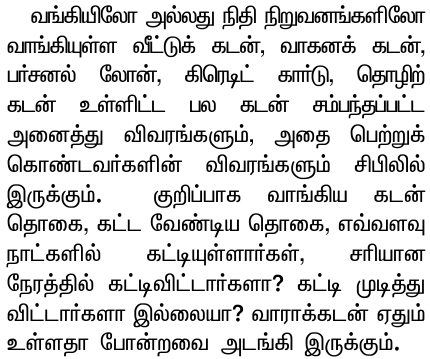 வங்கியிலோ அல்லது நிதி நிறுவனங்களிலோ
வாங்கியுள்ள வீட்டுக் கடன், வாகனக் கடன்,
பர்சனல் லோன், கிரெடிட் கார்டு, தொழிற்
கடன் உள்ளிட்ட பல கடன் சம்பந்தப்பட்ட
அனைத்து விவரங்களும், அதை பெற்றுக்
கொண்டவர்களின் விவரங்களும் சிபிலில்
இருக்கும். குறிப்பாக வாங்கிய கடன்
தொகை, கட்ட வேண்டிய தொகை, எவ்வளவு
நாட்களில் கட்டியுள்ளார்கள், சரியான
நேரத்தில் கட்டிவிட்டார்களா? கட்டி முடித்து
விட்டார்களா இல்லையா? வாராக்கடன் ஏதும்
உள்ளதா போன்றவை அடங்கி இருக்கும்.